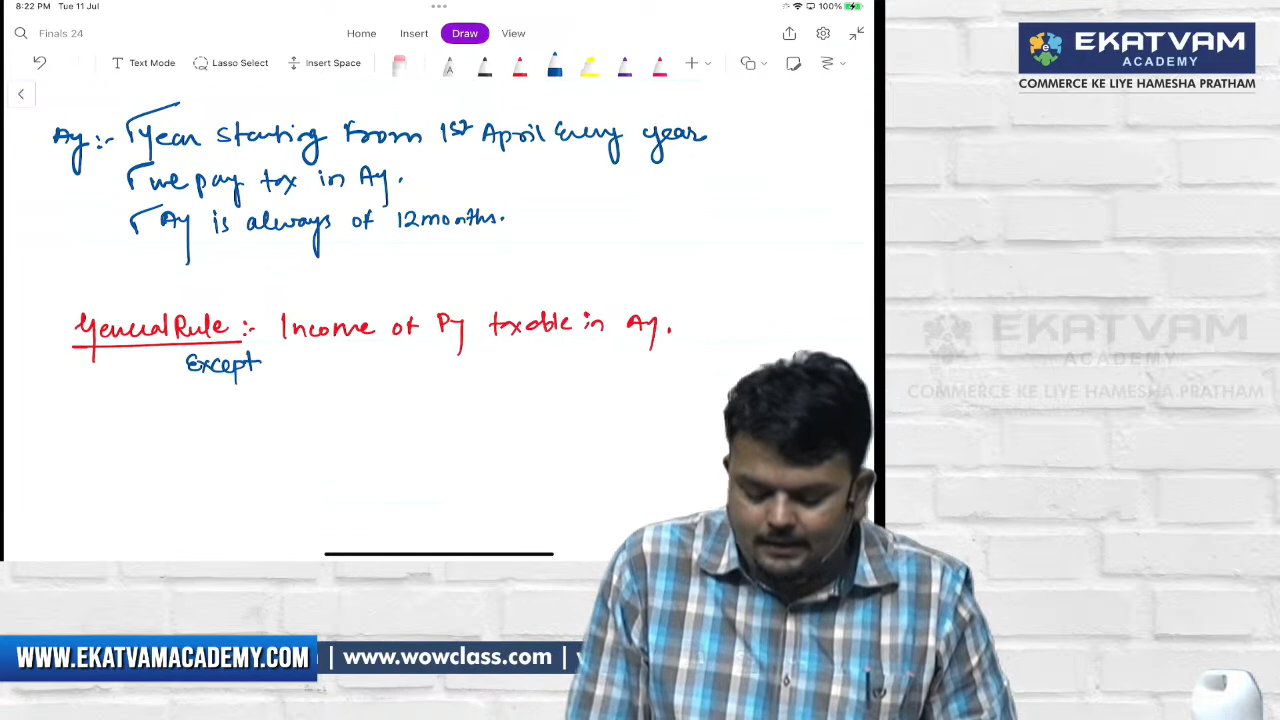 8:22 PM Tue 11 Jul
100%
Finals 24
Home Insert Draw View
Text Mode Lasso Select Insert Space
EKATVAM
ACADEMY
COMMERCE KE LIYE HAMESHA PRATHAM
Ay:- Year starting from 1st April Every year
we pay tax in Ay.
Ay is always of 12 months.
General Rule :- Income of Py taxable in Ay.
Except
EKATVAM
ACADEMY
COMMERCE KE LIYE HAMESHA PRATHAM
WWW.EKATVAMACADEMY.COM | www.wowclass.com |